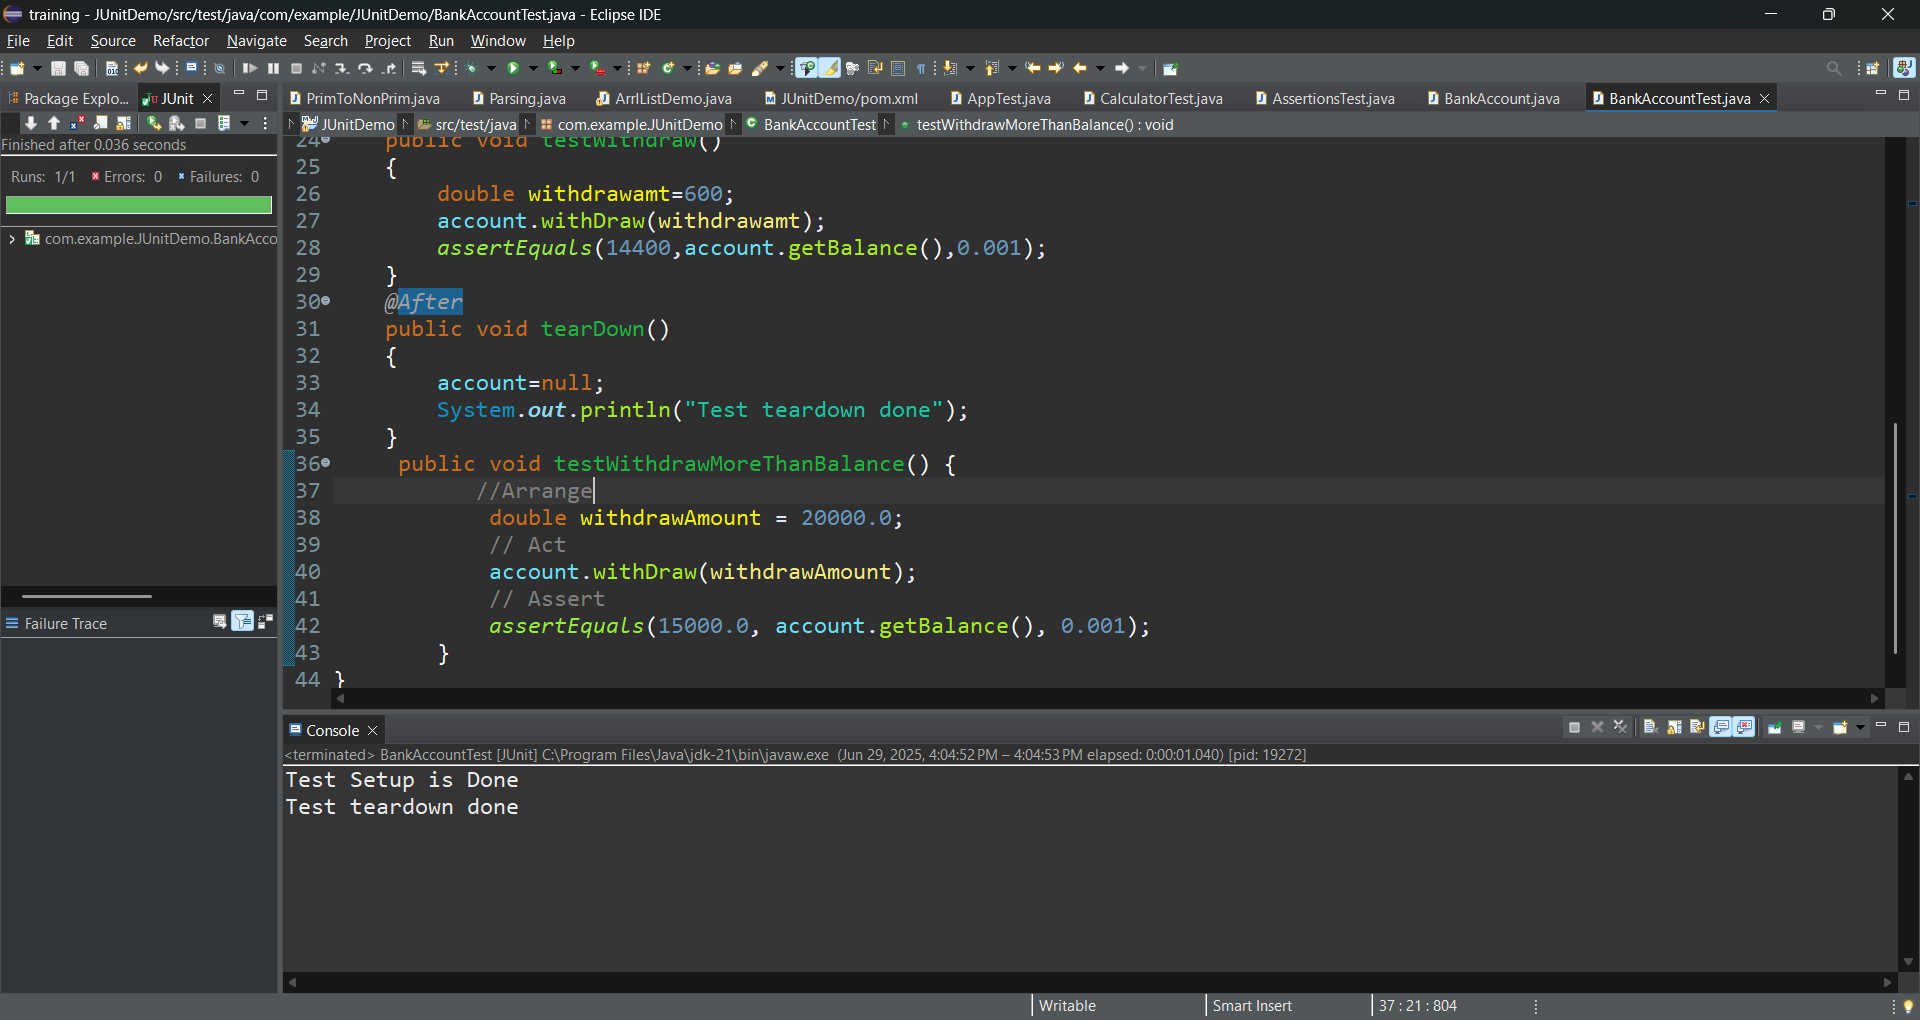 training - JUnitDemo/src/test/java/com/example/JUnitDemo/BankAccountTest.java - Eclipse IDE
File Edit Source Refactor Navigate Search Project Run Window Help
Package Explo... JUnit
PrimToNonPrim.java Parsing.java ArrlListDemo.java JUnitDemo/pom.xml AppTest.java CalculatorTest.java AssertionsTest.java BankAccount.java BankAccountTest.java
JUnitDemo src/test/java com.example.JUnitDemo BankAccountTest testWithdrawMoreThanBalance() : void
Finished after 0.036 seconds
Runs: 1/1 Errors: 0 Failures: 0
com.example.JUnitDemo.BankAcco
Failure Trace
24 public void testWithdraw()
25 {
26 double withdrawamt=600;
27 account.withDraw(withdrawamt);
28 assertEquals(14400,account.getBalance(),0.001);
29 }
30 @After
31 public void tearDown()
32 {
33 account=null;
34 System.out.println("Test teardown done");
35 }
36 public void testWithdrawMoreThanBalance() {
37 //Arrange
38 double withdrawAmount = 20000.0;
39 // Act
40 account.withDraw(withdrawAmount);
41 // Assert
42 assertEquals(15000.0, account.getBalance(), 0.001);
43 }
44 }
Console
<terminated> BankAccountTest [JUnit] C:\Program Files\Java\jdk-21\bin\javaw.exe (Jun 29, 2025, 4:04:52 PM – 4:04:53 PM elapsed: 0:00:01.040) [pid: 19272]
Test Setup is Done
Test teardown done
Writable Smart Insert 37 : 21 : 804